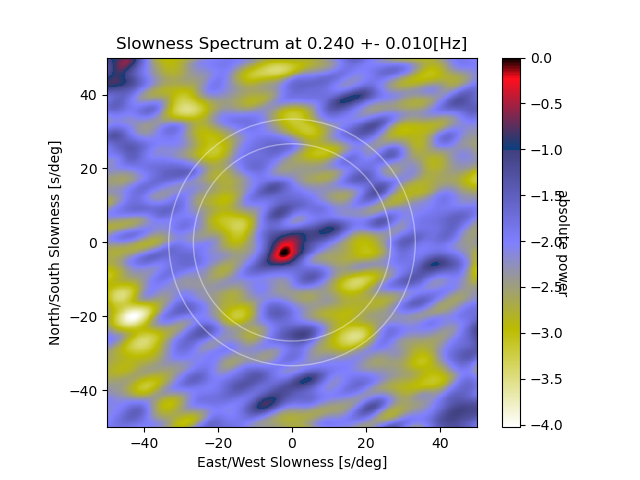 Slowness Spectrum at 0.240 +- 0.010[Hz]
North/South Slowness [s/deg]
40
20
0
−20
−40
−40 −20 0 20 40
East/West Slowness [s/deg]
0.0
−0.5
−1.0
−1.5
−2.0
−2.5
−3.0
−3.5
−4.0
absolute power